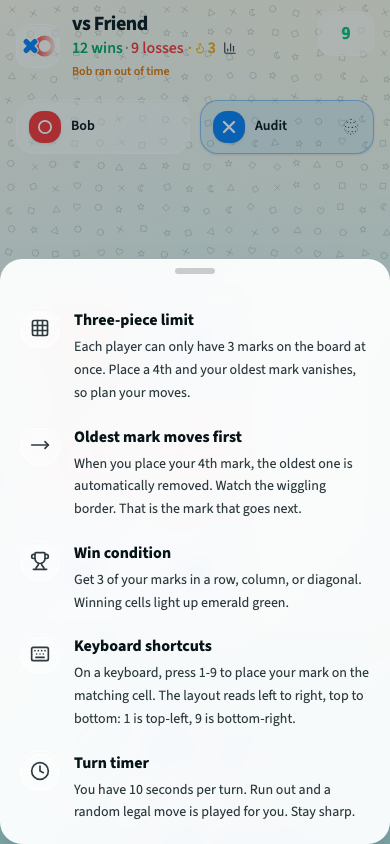 vs Friend
12 wins · 9 losses · 3
9
Bob ran out of time
Bob
Audit
Three-piece limit
Each player can only have 3 marks on the board at
once. Place a 4th and your oldest mark vanishes,
so plan your moves.
Oldest mark moves first
When you place your 4th mark, the oldest one is
automatically removed. Watch the wiggling
border. That is the mark that goes next.
Win condition
Get 3 of your marks in a row, column, or diagonal.
Winning cells light up emerald green.
Keyboard shortcuts
On a keyboard, press 1-9 to place your mark on the
matching cell. The layout reads left to right, top to
bottom: 1 is top-left, 9 is bottom-right.
Turn timer
You have 10 seconds per turn. Run out and a
random legal move is played for you. Stay sharp.